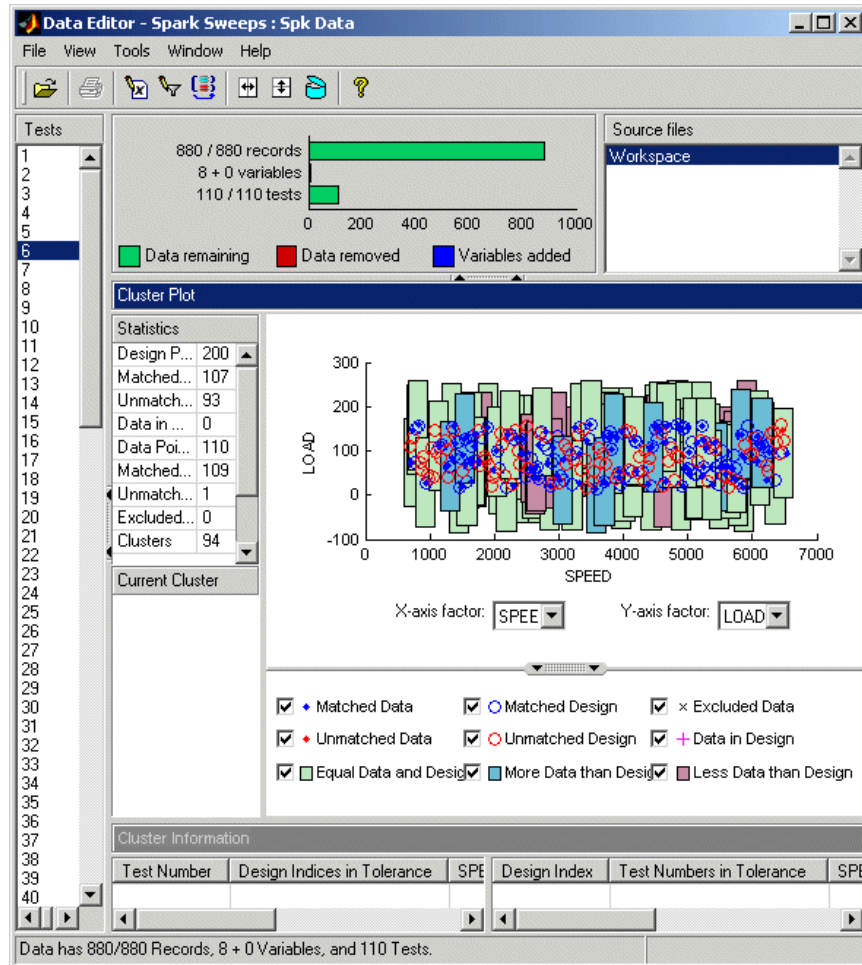 Data Editor - Spark Sweeps : Spk Data
File View Tools Window Help
Tests
1
2
3
4
5
6
7
8
9
10
11
12
13
14
15
16
17
18
19
20
21
22
23
24
25
26
27
28
29
30
31
32
33
34
35
36
37
38
39
40
880 / 880 records
8 + 0 variables
110 / 110 tests
0 200 400 600 800 1000
Data remaining Data removed Variables added
Source files
Workspace
Cluster Plot
Statistics
Design P... 200
Matched... 107
Unmatch... 93
Data in ... 0
Data Poi... 110
Matched... 109
Unmatch... 1
Excluded... 0
Clusters 94
Current Cluster
300
200
100
0
-100
LOAD
0 1000 2000 3000 4000 5000 6000 7000
SPEED
X-axis factor: SPEE Y-axis factor: LOAD
Matched Data Matched Design Excluded Data
Unmatched Data Unmatched Design Data in Design
Equal Data and Desig More Data than Desig Less Data than Design
Cluster Information
Test Number Design Indices in Tolerance SPE Design Index Test Numbers in Tolerance SPE
Data has 880/880 Records, 8 + 0 Variables, and 110 Tests.